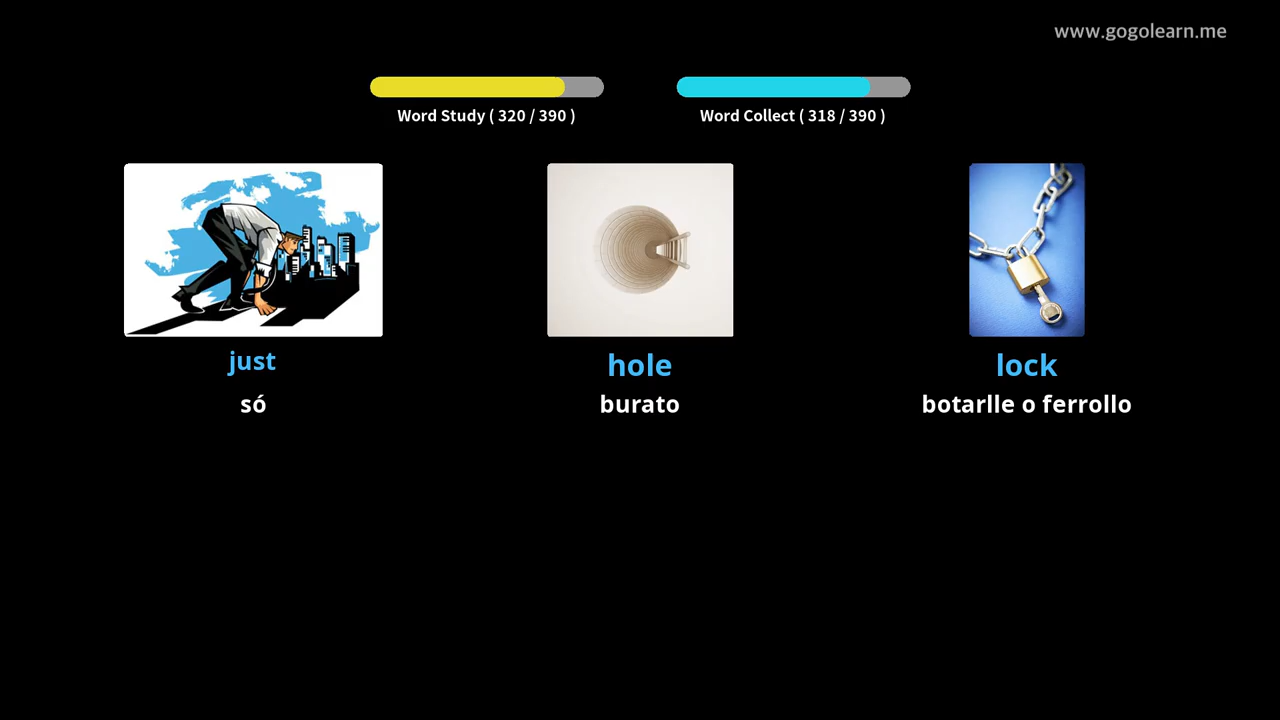 www.gogolearn.me
Word Study ( 320 / 390 )
Word Collect ( 318 / 390 )
just
hole
lock
só
burato
botarlle o ferrollo